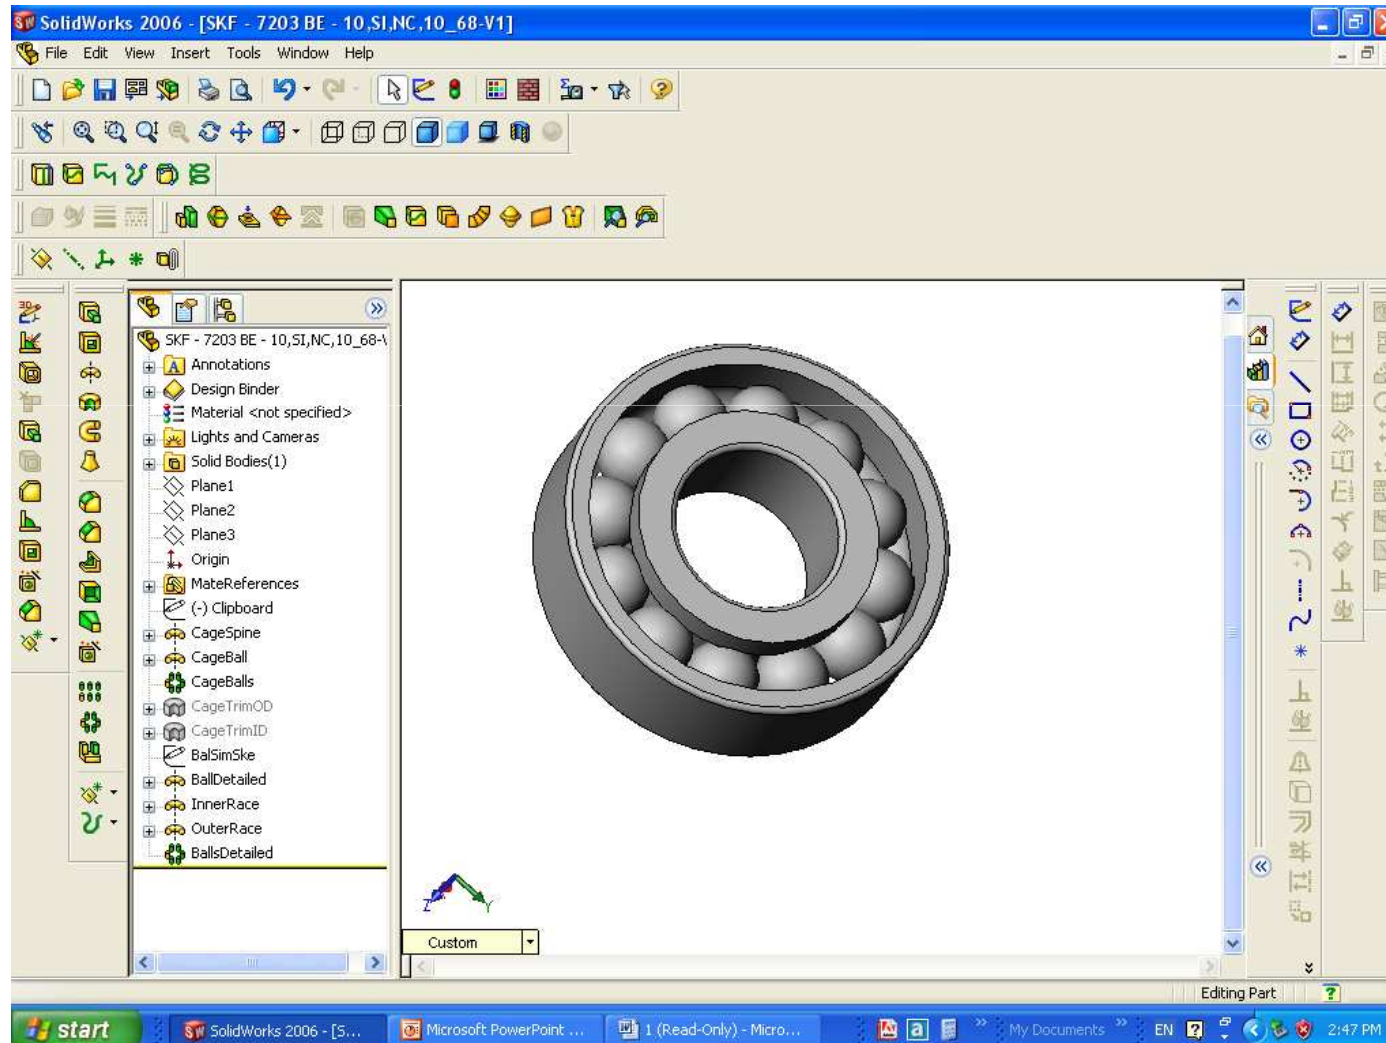 SolidWorks 2006 - [SKF - 7203 BE - 10,SI,NC,10_68-V1]
File Edit View Insert Tools Window Help
SKF - 7203 BE - 10,SI,NC,10_68-\
Annotations
Design Binder
Material <not specified>
Lights and Cameras
Solid Bodies(1)
Plane1
Plane2
Plane3
Origin
MateReferences
(-) Clipboard
CageSpine
CageBall
CageBalls
CageTrimOD
CageTrimID
BalSimSke
BallDetailed
InnerRace
OuterRace
BallsDetailed
Z Y
Custom
Editing Part
start SolidWorks 2006 - [S... Microsoft PowerPoint ... 1 (Read-Only) - Micro... My Documents EN 2:47 PM